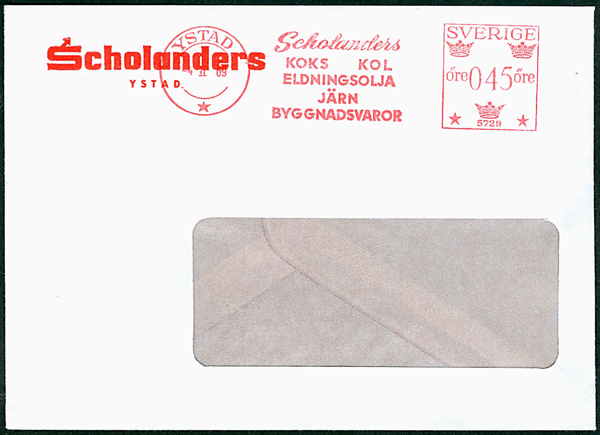 Scholanders
YSTAD.
YSTAD
4 II 69
Scholanders
KOKS KOL
ELDNINGSOLJA
JÄRN
BYGGNADSVAROR
SVERIGE
öre 045 öre
5729